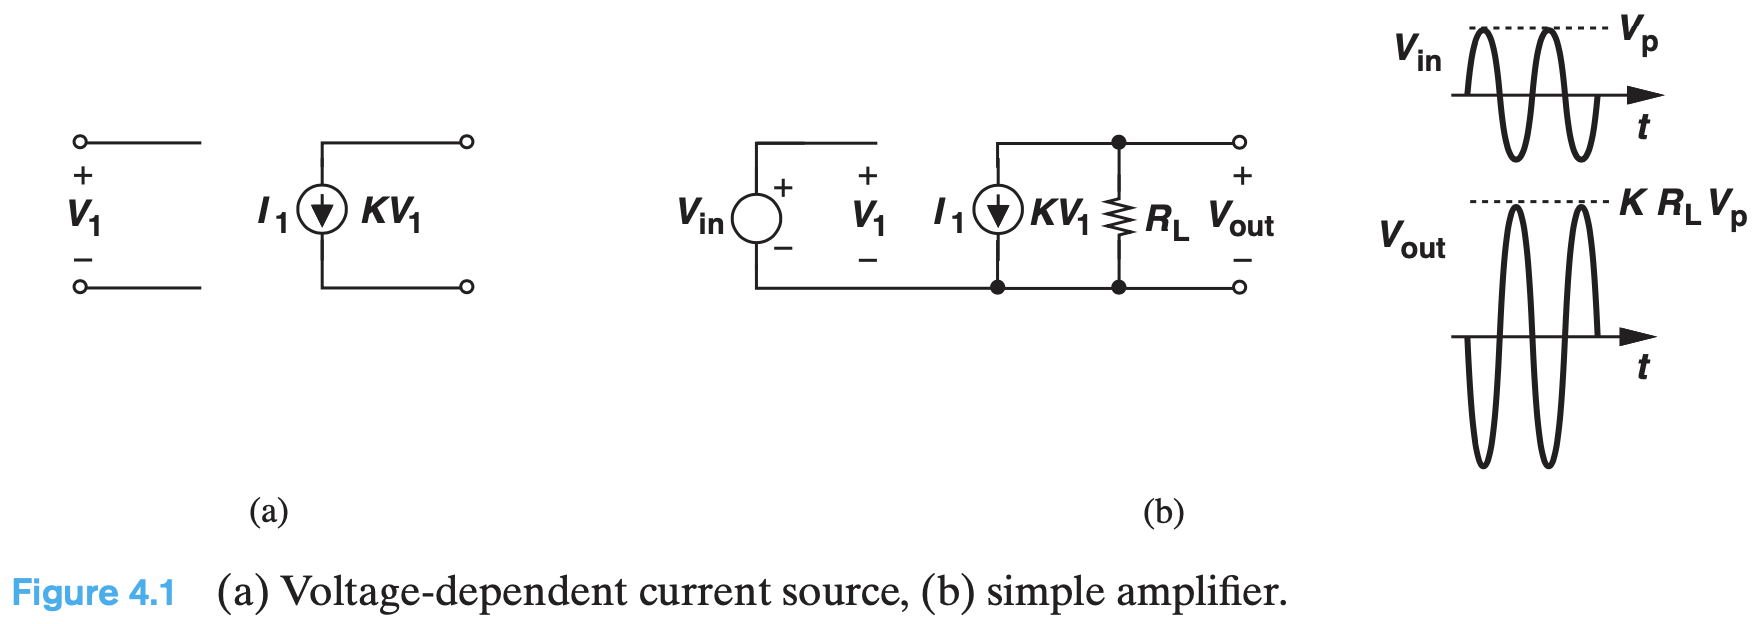 +
V1
−
I1
KV1
(a)
Vin
+
−
+
V1
−
I1
KV1
RL
+
Vout
−
(b)
Vin
Vp
t
Vout
K RL Vp
t
Figure 4.1 (a) Voltage-dependent current source, (b) simple amplifier.